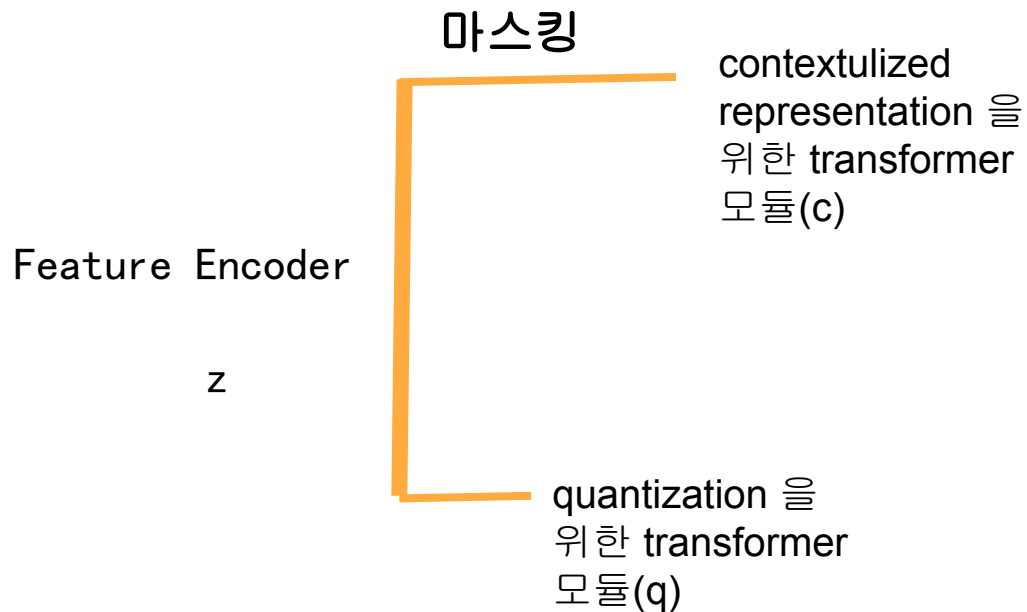 마스킹
contextulized
representation 을
위한 transformer
모듈(c)
Feature Encoder
z
quantization 을
위한 transformer
모듈(q)